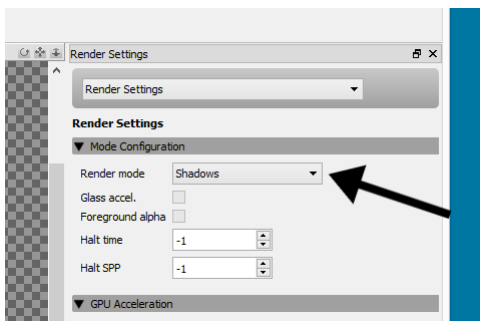 Render Settings
Render Settings
Render Settings
Mode Configuration
Render mode Shadows
Glass accel.
Foreground alpha
Halt time -1
Halt SPP -1
GPU Acceleration